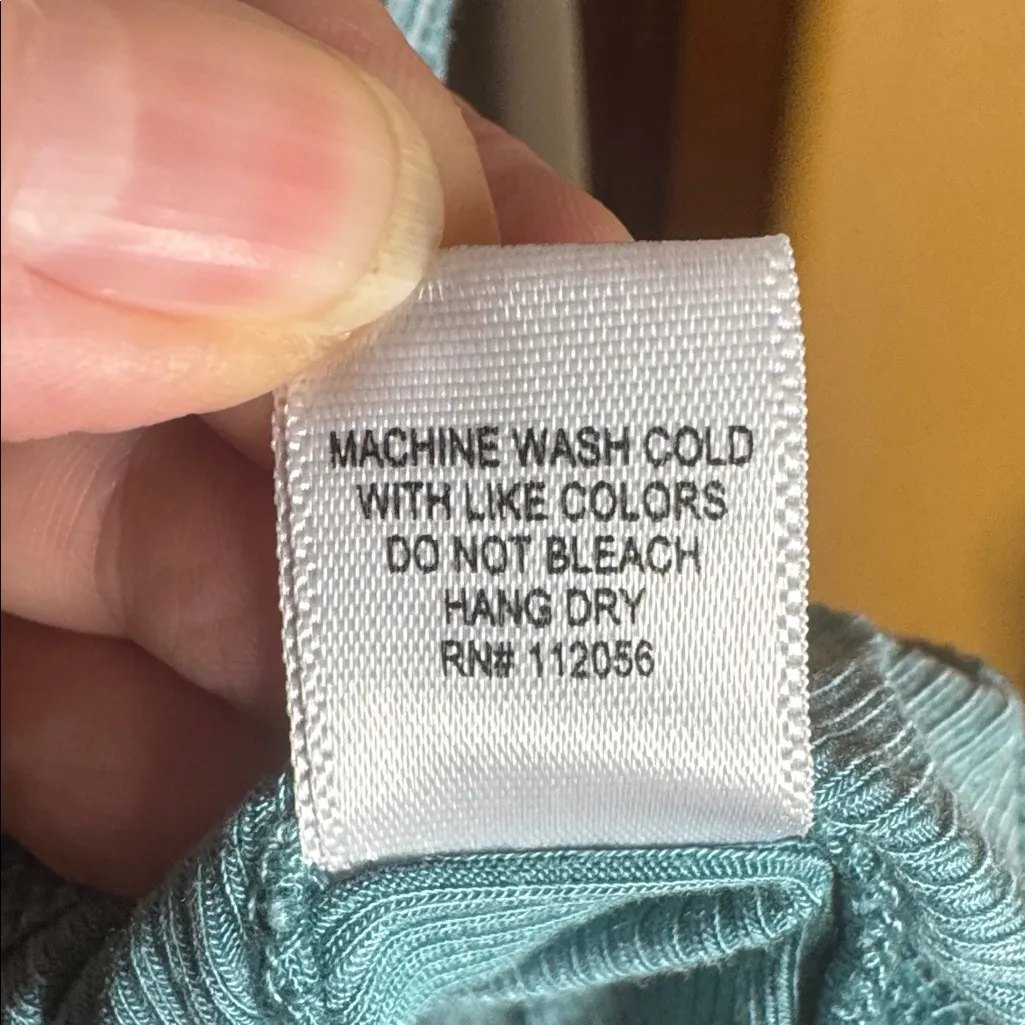 MACHINE WASH COLD
WITH LIKE COLORS
DO NOT BLEACH
HANG DRY
RN# 112056